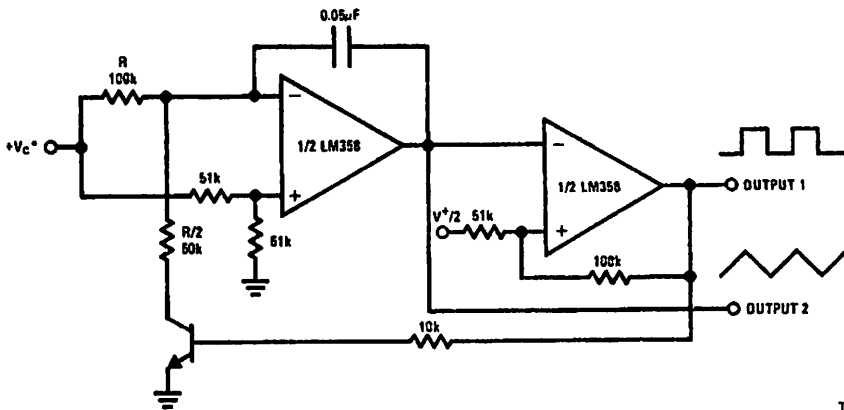 0.05μF
R
100k
+VC*
1/2 LM358
51k
51k
R/2
50k
V+/2
51k
1/2 LM358
OUTPUT 1
100k
OUTPUT 2
10k
T